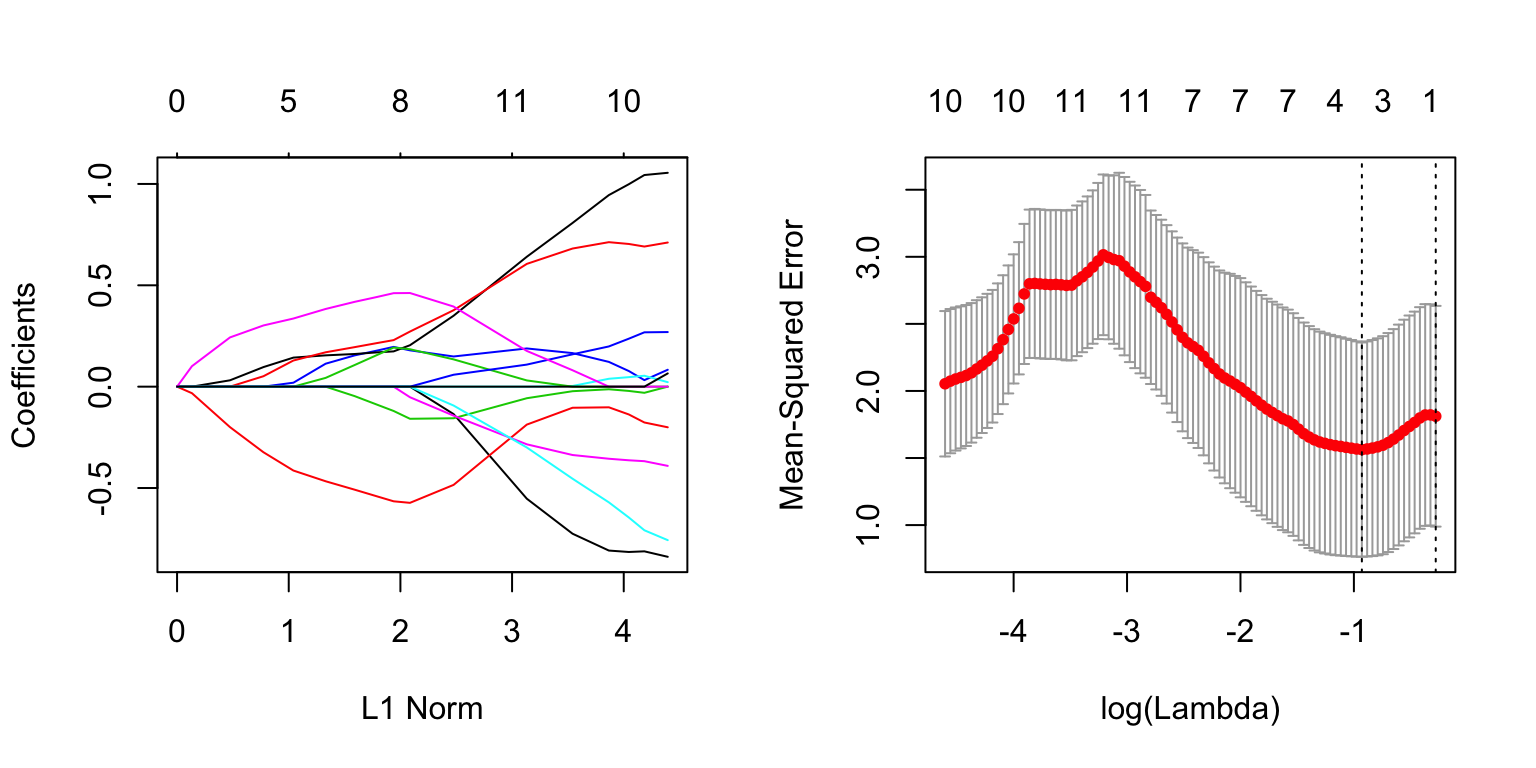 0 5 8 11 10
1.0
0.5
0.0
-0.5
Coefficients
0 1 2 3 4
L1 Norm
10 10 11 11 7 7 7 4 3 1
3.0
2.0
1.0
Mean-Squared Error
-4 -3 -2 -1
log(Lambda)